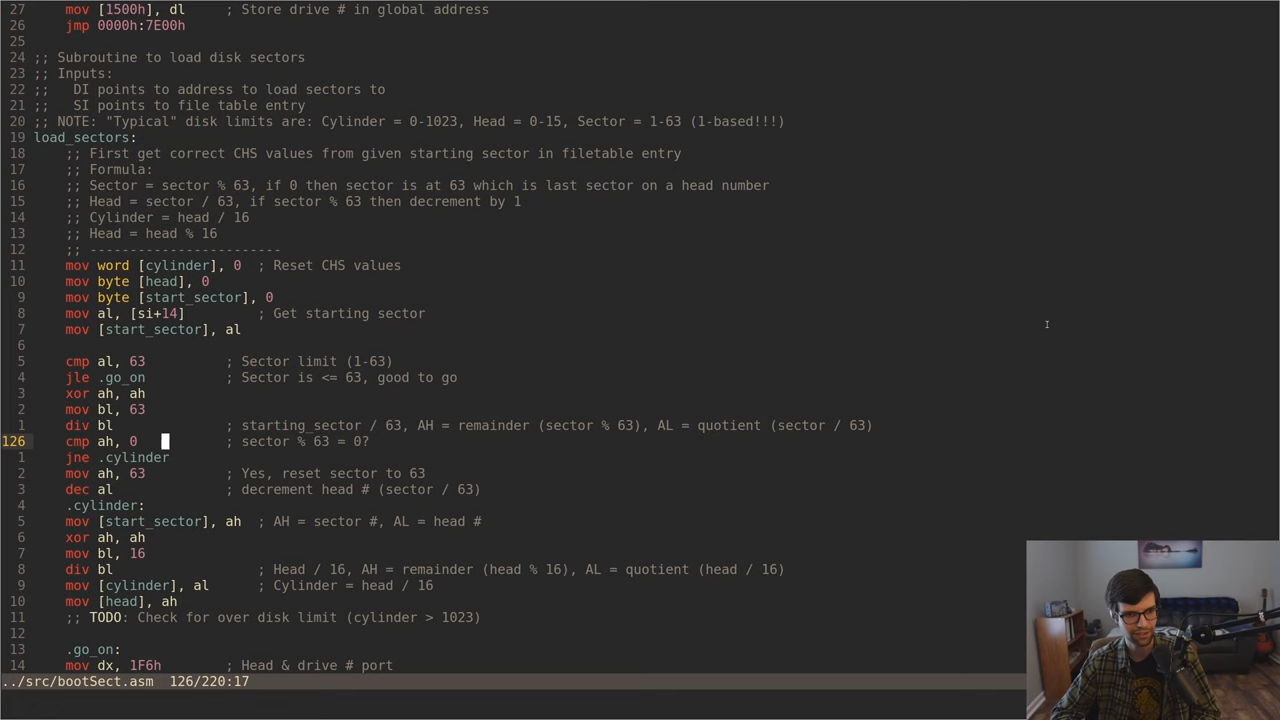 27 mov [1500h], dl ; Store drive # in global address
26 jmp 0000h:7E00h
25
24 ;; Subroutine to load disk sectors
23 ;; Inputs:
22 ;; DI points to address to load sectors to
21 ;; SI points to file table entry
20 ;; NOTE: "Typical" disk limits are: Cylinder = 0-1023, Head = 0-15, Sector = 1-63 (1-based!!!)
19 load_sectors:
18 ;; First get correct CHS values from given starting sector in filetable entry
17 ;; Formula:
16 ;; Sector = sector % 63, if 0 then sector is at 63 which is last sector on a head number
15 ;; Head = sector / 63, if sector % 63 then decrement by 1
14 ;; Cylinder = head / 16
13 ;; Head = head % 16
12 ;; ------------------------
11 mov word [cylinder], 0 ; Reset CHS values
10 mov byte [head], 0
9 mov byte [start_sector], 0
8 mov al, [si+14] ; Get starting sector
7 mov [start_sector], al
6
5 cmp al, 63 ; Sector limit (1-63)
4 jle .go_on ; Sector is <= 63, good to go
3 xor ah, ah
2 mov bl, 63
1 div bl ; starting_sector / 63, AH = remainder (sector % 63), AL = quotient (sector / 63)
126 cmp ah, 0 ; sector % 63 = 0?
1 jne .cylinder
2 mov ah, 63 ; Yes, reset sector to 63
3 dec al ; decrement head # (sector / 63)
4 .cylinder:
5 mov [start_sector], ah ; AH = sector #, AL = head #
6 xor ah, ah
7 mov bl, 16
8 div bl ; Head / 16, AH = remainder (head % 16), AL = quotient (head / 16)
9 mov [cylinder], al ; Cylinder = head / 16
10 mov [head], ah
11 ;; TODO: Check for over disk limit (cylinder > 1023)
12
13 .go_on:
14 mov dx, 1F6h ; Head & drive # port
../src/bootSect.asm 126/220:17